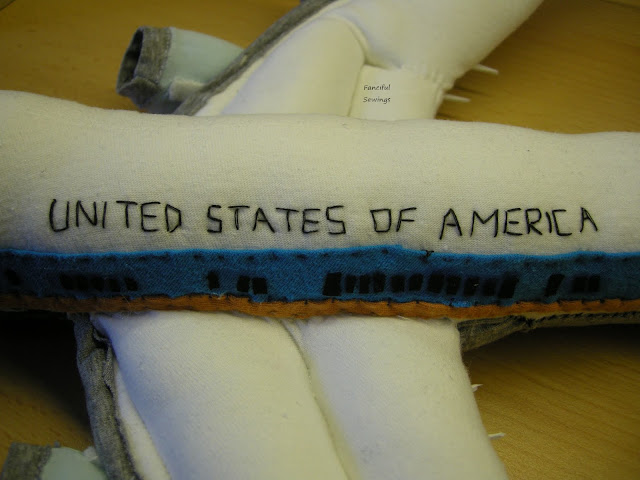 Fanciful
Sewings
UNITED STATES OF AMERICA